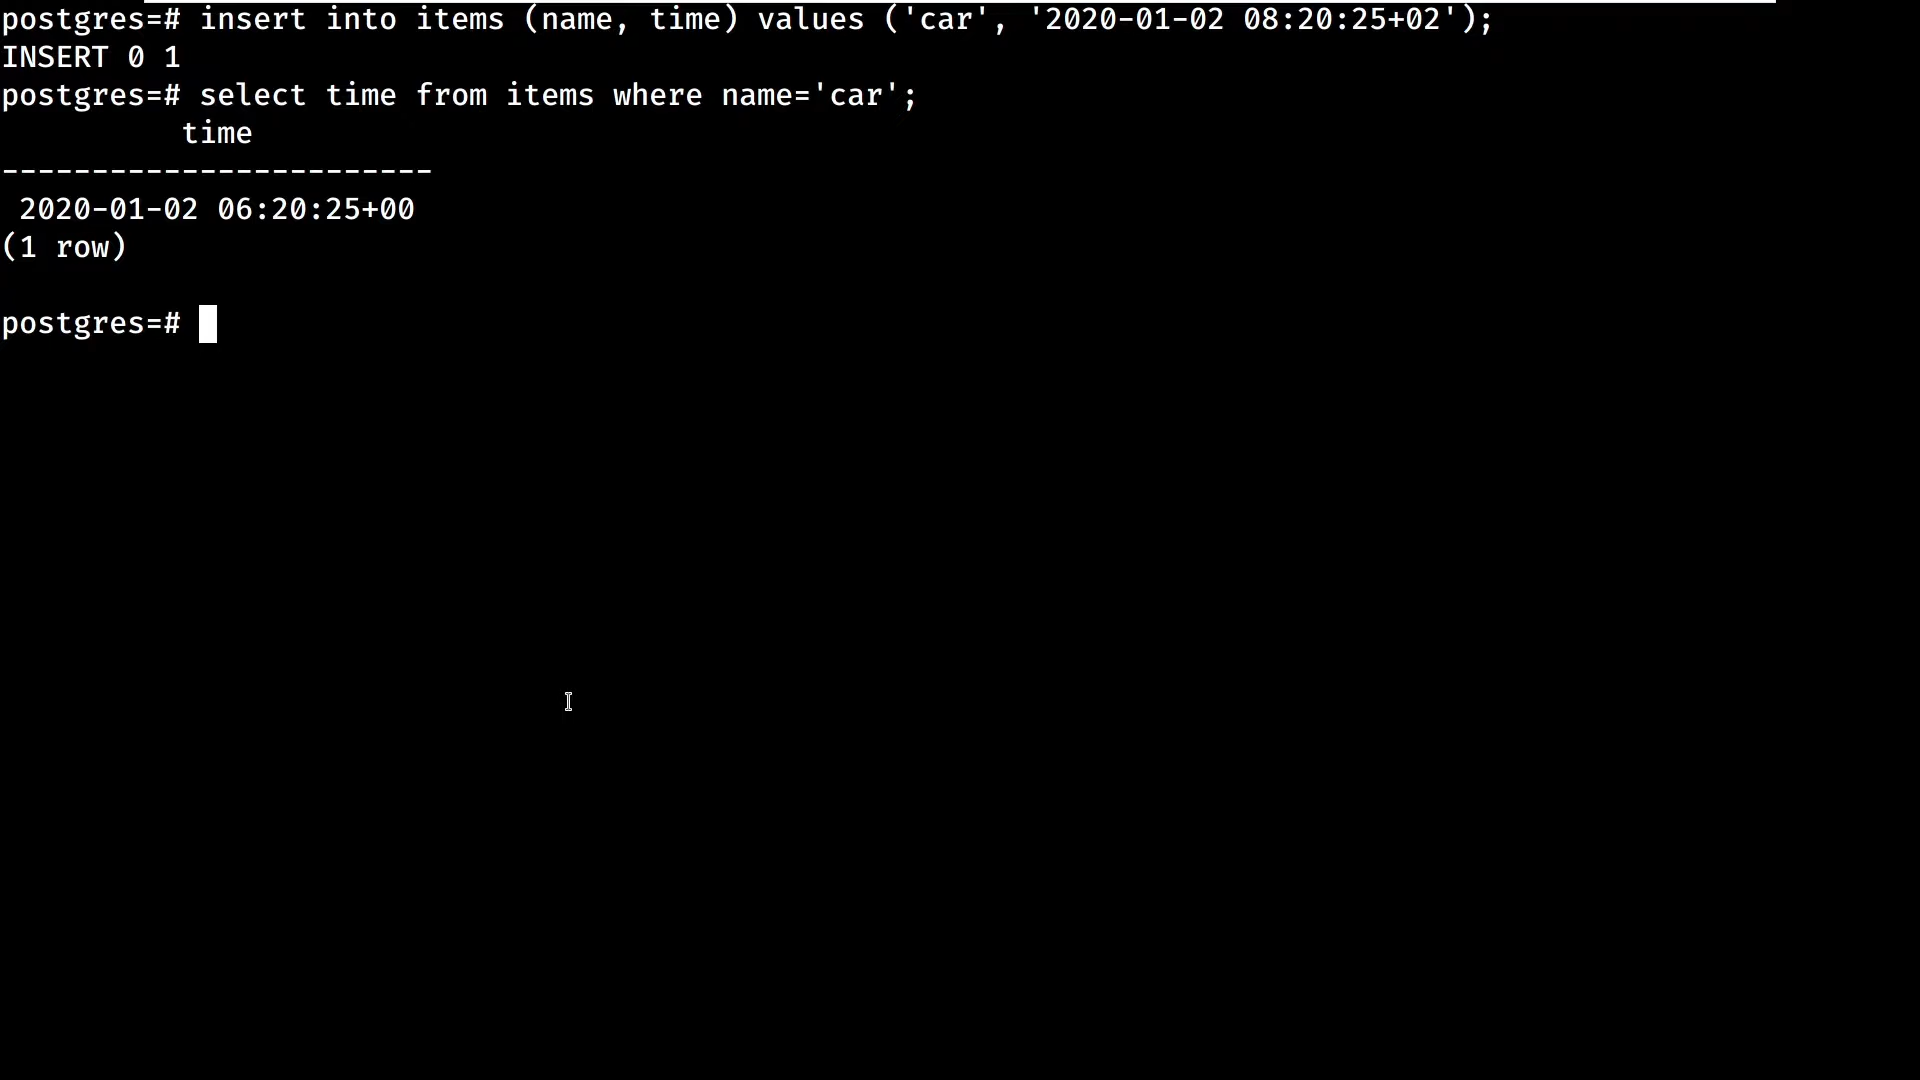 postgres=# insert into items (name, time) values ('car', '2020-01-02 08:20:25+02');
INSERT 0 1
postgres=# select time from items where name='car';
time
------------------------
2020-01-02 06:20:25+00
(1 row)
postgres=#